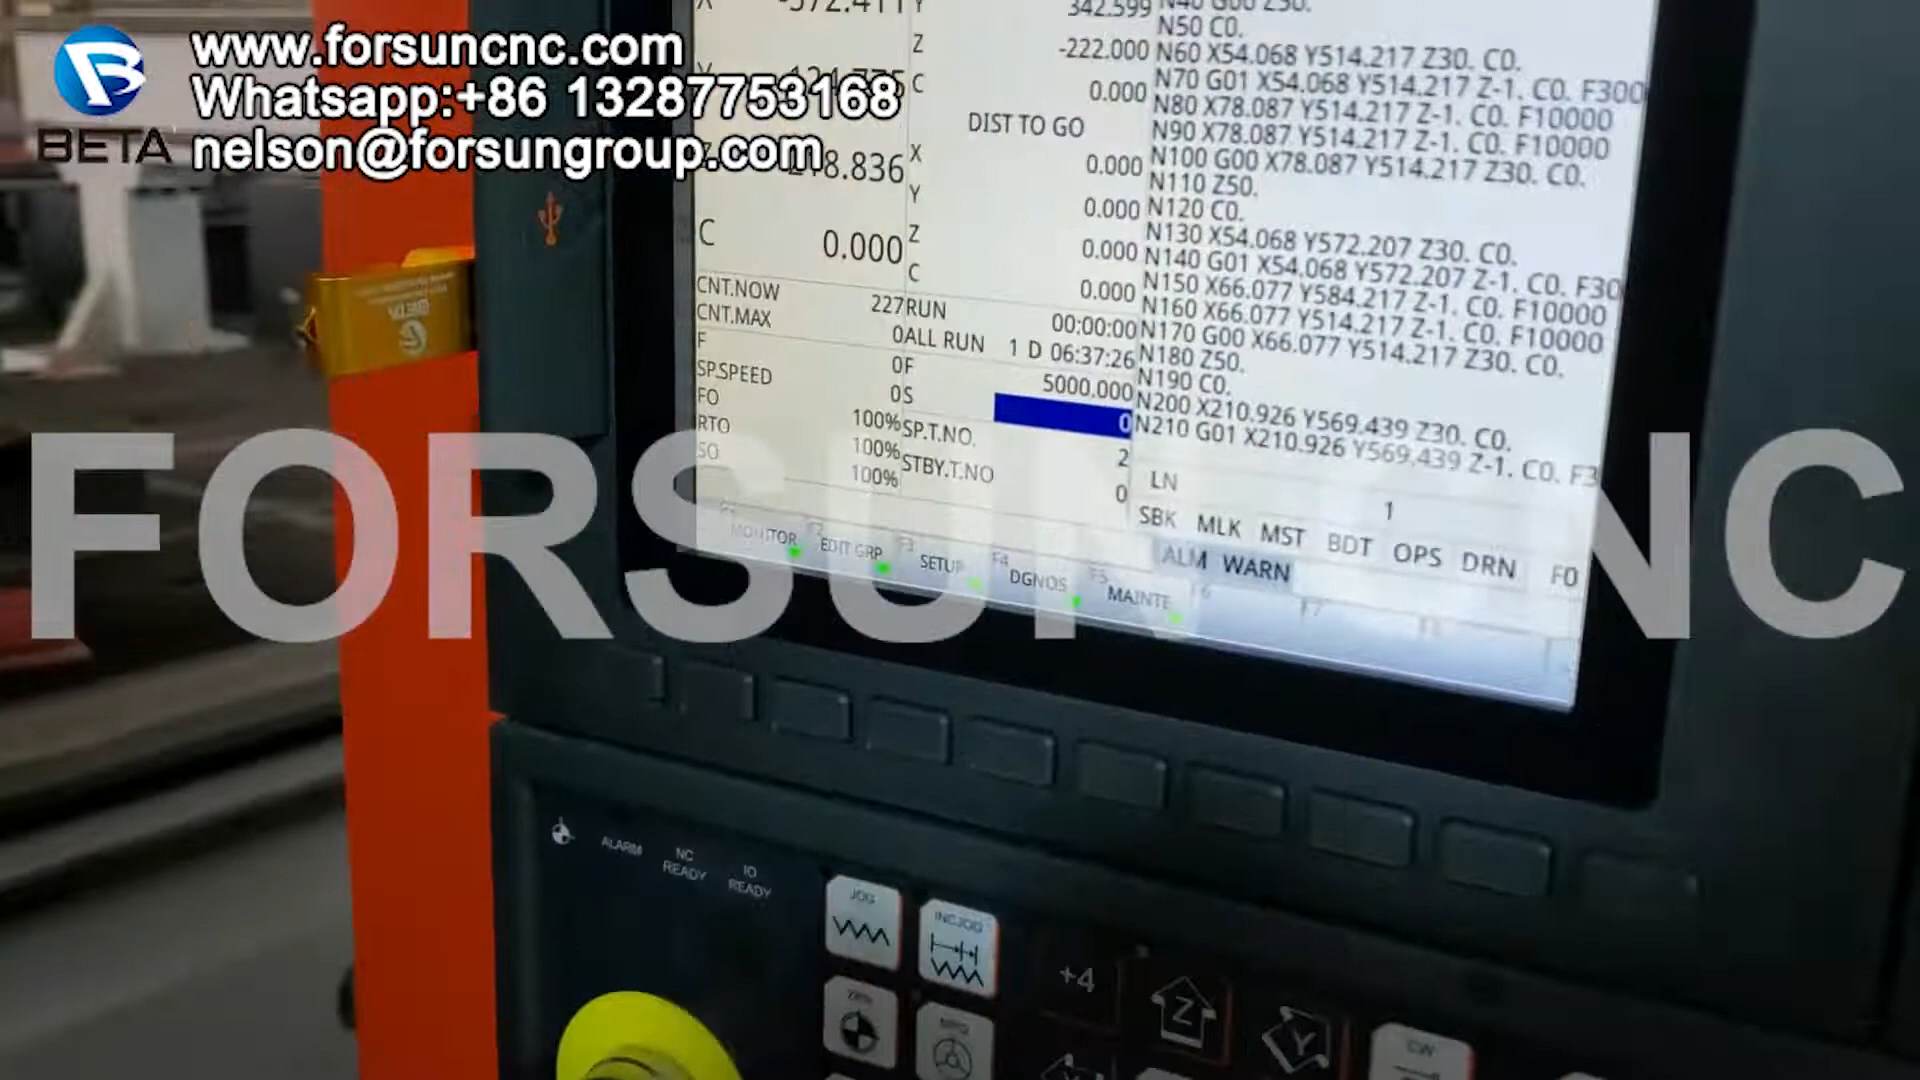 www.forsuncnc.com
Whatsapp:+86 13287753168
nelson@forsungroup.com
BETA
FORSUN CNC
Y 342.599
Z -222.000
C 0.000
DIST TO GO
X 0.000
Y 0.000
Z 0.000
C 0.000
C 0.000
CNT.NOW 227
CNT.MAX 0
F 0
SP.SPEED 0
FO 100%
RTO 100%
SO 100%
RUN 00:00:00
ALL RUN 1 D 06:37:26
F 5000.000
S 0
SP.T.NO. 2
STBY.T.NO 0
N50 C0.
N60 X54.068 Y514.217 Z30. C0.
N70 G01 X54.068 Y514.217 Z-1. C0. F300
N80 X78.087 Y514.217 Z-1. C0. F10000
N90 X78.087 Y514.217 Z-1. C0. F10000
N100 G00 X78.087 Y514.217 Z30. C0.
N110 Z50.
N120 C0.
N130 X54.068 Y572.207 Z30. C0.
N140 G01 X54.068 Y572.207 Z-1. C0. F30
N150 X66.077 Y584.217 Z-1. C0. F10000
N160 X66.077 Y514.217 Z-1. C0. F10000
N170 G00 X66.077 Y514.217 Z30. C0.
N180 Z50.
N190 C0.
N200 X210.926 Y569.439 Z30. C0.
N210 G01 X210.926 Y569.439 Z-1. C0. F3
LN 1
SBK MLK MST BDT OPS DRN F0
ALM WARN
F1 MONITOR
F2 EDIT GRP
F3 SETUP
F4 DGNOS
F5 MAINTE
F6
F7
ALARM
NC READY
IO READY
JOG
INCJOG
+4
Z
Y
ZRN
MPG
CW